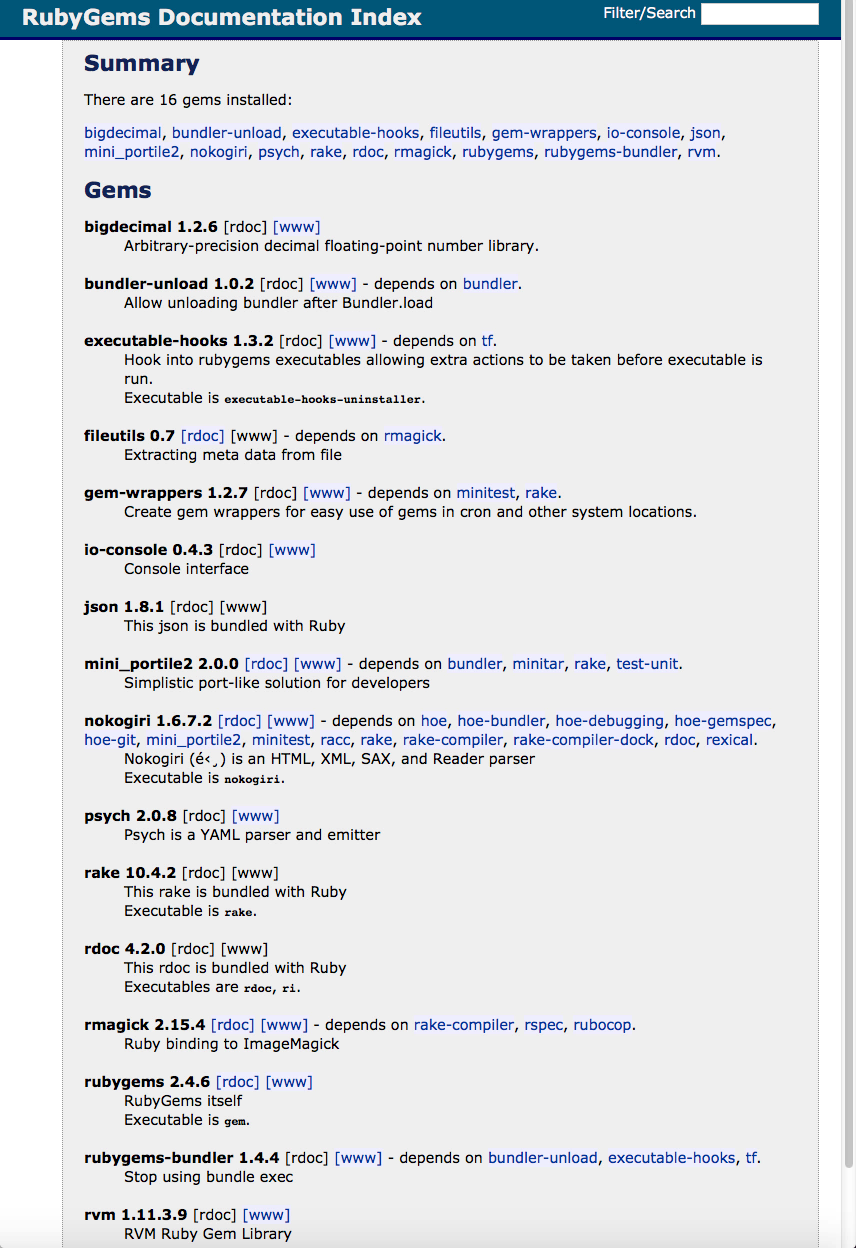 RubyGems Documentation Index
Filter/Search
Summary
There are 16 gems installed:
bigdecimal, bundler-unload, executable-hooks, fileutils, gem-wrappers, io-console, json,
mini_portile2, nokogiri, psych, rake, rdoc, rmagick, rubygems, rubygems-bundler, rvm.
Gems
bigdecimal 1.2.6 [rdoc] [www]
Arbitrary-precision decimal floating-point number library.
bundler-unload 1.0.2 [rdoc] [www] - depends on bundler.
Allow unloading bundler after Bundler.load
executable-hooks 1.3.2 [rdoc] [www] - depends on tf.
Hook into rubygems executables allowing extra actions to be taken before executable is
run.
Executable is executable-hooks-uninstaller.
fileutils 0.7 [rdoc] [www] - depends on rmagick.
Extracting meta data from file
gem-wrappers 1.2.7 [rdoc] [www] - depends on minitest, rake.
Create gem wrappers for easy use of gems in cron and other system locations.
io-console 0.4.3 [rdoc] [www]
Console interface
json 1.8.1 [rdoc] [www]
This json is bundled with Ruby
mini_portile2 2.0.0 [rdoc] [www] - depends on bundler, minitar, rake, test-unit.
Simplistic port-like solution for developers
nokogiri 1.6.7.2 [rdoc] [www] - depends on hoe, hoe-bundler, hoe-debugging, hoe-gemspec,
hoe-git, mini_portile2, minitest, racc, rake, rake-compiler, rake-compiler-dock, rdoc, rexical.
Nokogiri (é‹¸) is an HTML, XML, SAX, and Reader parser
Executable is nokogiri.
psych 2.0.8 [rdoc] [www]
Psych is a YAML parser and emitter
rake 10.4.2 [rdoc] [www]
This rake is bundled with Ruby
Executable is rake.
rdoc 4.2.0 [rdoc] [www]
This rdoc is bundled with Ruby
Executables are rdoc, ri.
rmagick 2.15.4 [rdoc] [www] - depends on rake-compiler, rspec, rubocop.
Ruby binding to ImageMagick
rubygems 2.4.6 [rdoc] [www]
RubyGems itself
Executable is gem.
rubygems-bundler 1.4.4 [rdoc] [www] - depends on bundler-unload, executable-hooks, tf.
Stop using bundle exec
rvm 1.11.3.9 [rdoc] [www]
RVM Ruby Gem Library